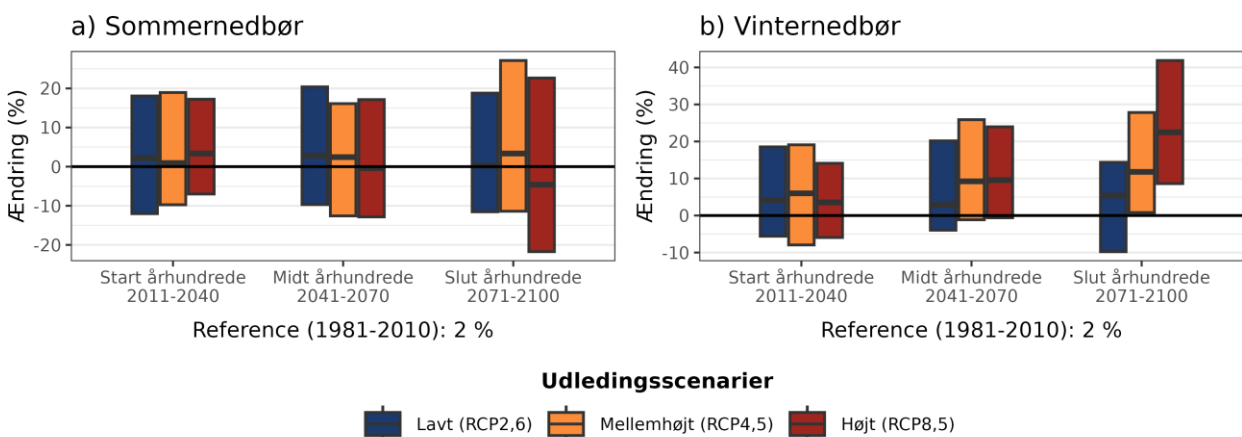 a) Sommernedbør
Ændring (%)
20
10
0
-10
-20
Start århundrede
2011-2040
Midt århundrede
2041-2070
Slut århundrede
2071-2100
Reference (1981-2010): 2 %
b) Vinternedbør
Ændring (%)
40
30
20
10
0
-10
Start århundrede
2011-2040
Midt århundrede
2041-2070
Slut århundrede
2071-2100
Reference (1981-2010): 2 %
Udledingsscenarier
Lavt (RCP2,6)
Mellemhøjt (RCP4,5)
Højt (RCP8,5)